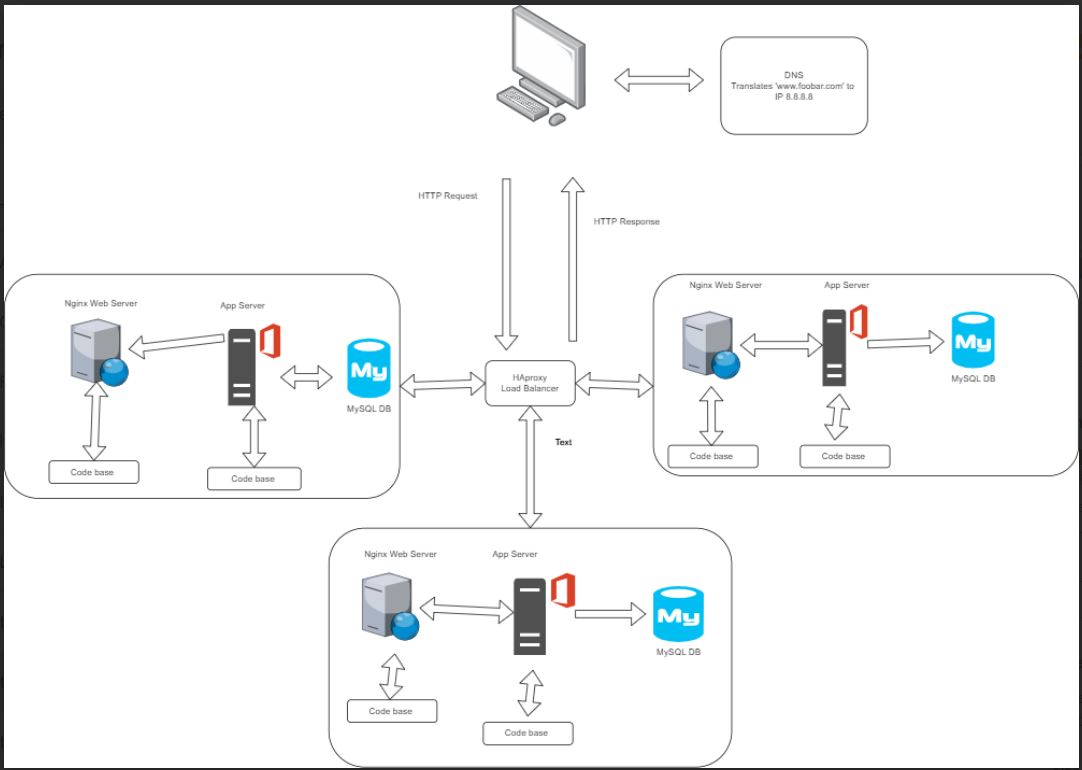 DNS
Translates 'www.foobar.com' to
IP 8.8.8.8
HTTP Request
HTTP Response
Nginx Web Server
App Server
My
MySQL DB
Code base
Code base
HAproxy
Load Balancer
Text
Nginx Web Server
App Server
My
MySQL DB
Code base
Code base
Nginx Web Server
App Server
My
MySQL DB
Code base
Code base